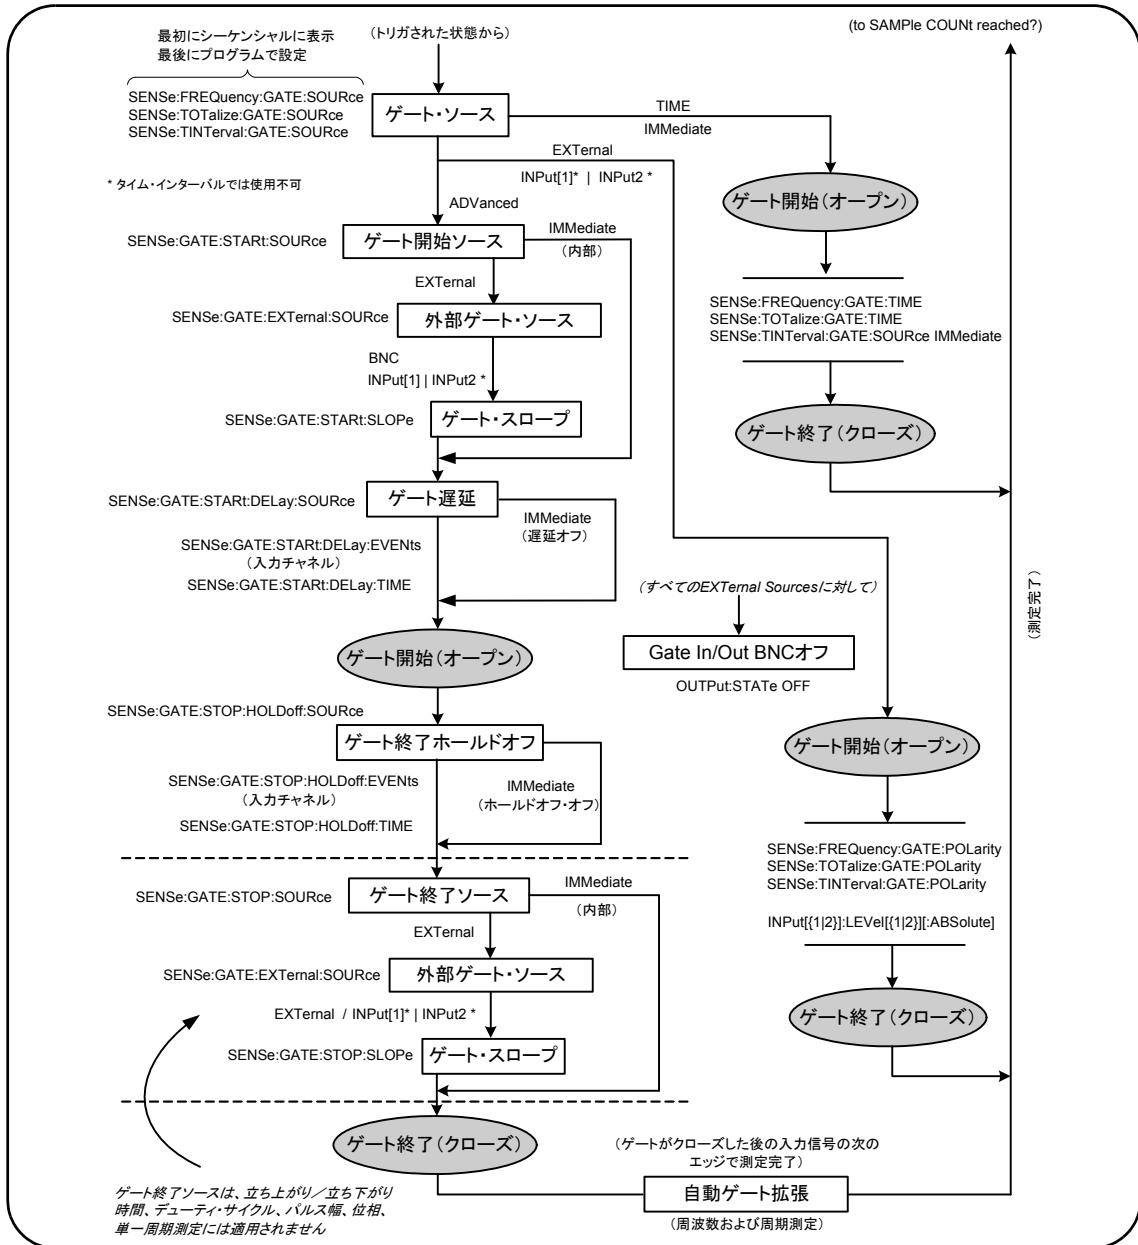 最初にシーケンシャルに表示
最後にプログラムで設定
(トリガされた状態から)
(to SAMPle COUNt reached?)
SENSe:FREQuency:GATE:SOURce
SENSe:TOTalize:GATE:SOURce
SENSe:TINTerval:GATE:SOURce
ゲート・ソース
TIME
IMMediate
EXTernal
INPut[1]* | INPut2 *
* タイム・インターバルでは使用不可
ADVanced
ゲート開始(オープン)
SENSe:GATE:STARt:SOURce
ゲート開始ソース
IMMediate
(内部)
EXTernal
SENSe:GATE:EXTernal:SOURce
外部ゲート・ソース
SENSe:FREQuency:GATE:TIME
SENSe:TOTalize:GATE:TIME
SENSe:TINTerval:GATE:SOURce IMMediate
BNC
INPut[1] | INPut2 *
SENSe:GATE:STARt:SLOPe
ゲート・スロープ
ゲート終了(クローズ)
SENSe:GATE:STARt:DELay:SOURce
ゲート遅延
IMMediate
(遅延オフ)
SENSe:GATE:STARt:DELay:EVENts
(入力チャネル)
SENSe:GATE:STARt:DELay:TIME
(すべてのEXTernal Sourcesに対して)
(測定完了)
ゲート開始(オープン)
Gate In/Out BNCオフ
OUTPut:STATe OFF
SENSe:GATE:STOP:HOLDoff:SOURce
ゲート終了ホールドオフ
ゲート開始(オープン)
SENSe:GATE:STOP:HOLDoff:EVENts
(入力チャネル)
IMMediate
(ホールドオフ・オフ)
SENSe:GATE:STOP:HOLDoff:TIME
SENSe:FREQuency:GATE:POLarity
SENSe:TOTalize:GATE:POLarity
SENSe:TINTerval:GATE:POLarity
INPut[{1|2}]:LEVel[{1|2}][:ABSolute]
SENSe:GATE:STOP:SOURce
ゲート終了ソース
IMMediate
(内部)
EXTernal
SENSe:GATE:EXTernal:SOURce
外部ゲート・ソース
EXTernal / INPut[1]* | INPut2 *
ゲート終了(クローズ)
SENSe:GATE:STOP:SLOPe
ゲート・スロープ
ゲート終了(クローズ)
(ゲートがクローズした後の入力信号の次の
エッジで測定完了)
自動ゲート拡張
(周波数および周期測定)
ゲート終了ソースは、立ち上がり/立ち下がり
時間、デューティ・サイクル、パルス幅、位相、
単一周期測定には適用されません